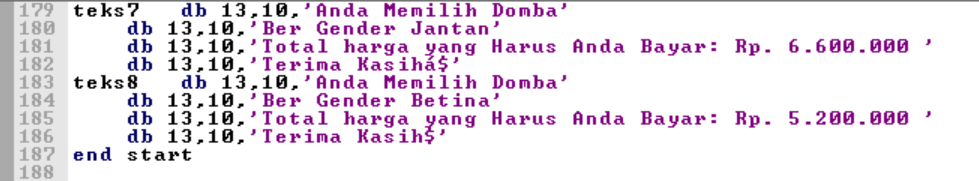 179 teks7   db 13,10,'Anda Memilih Domba'
180     db 13,10,'Ber Gender Jantan'
181     db 13,10,'Total harga yang Harus Anda Bayar: Rp. 6.600.000 '
182     db 13,10,'Terima Kasihá$'
183 teks8   db 13,10,'Anda Memilih Domba'
184     db 13,10,'Ber Gender Betina'
185     db 13,10,'Total harga yang Harus Anda Bayar: Rp. 5.200.000 '
186     db 13,10,'Terima Kasih$'
187 end start
188